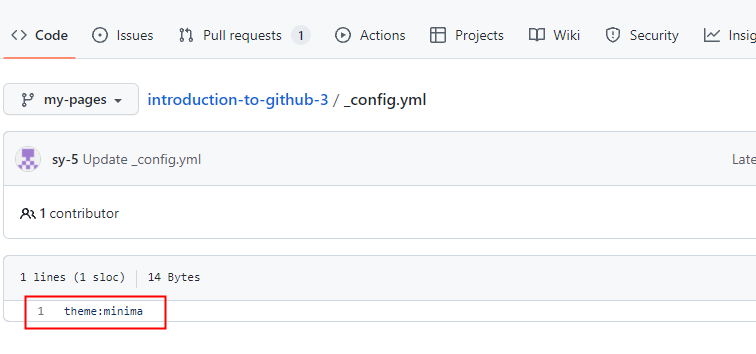 Code Issues Pull requests 1 Actions Projects Wiki Security Insig
my-pages introduction-to-github-3 / _config.yml
sy-5 Update _config.yml Late
1 contributor
1 lines (1 sloc) 14 Bytes
1 theme:minima